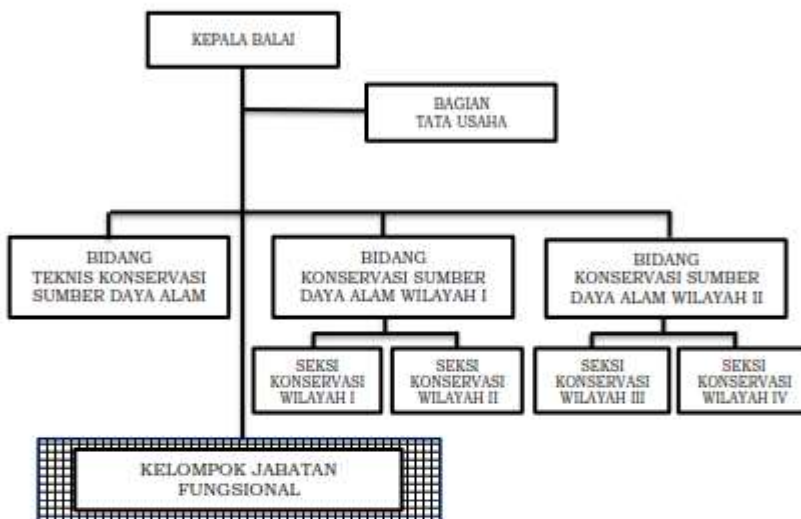 KEPALA BALAI
BAGIAN
TATA USAHA
BIDANG
TEKNIS KONSERVASI
SUMBER DAYA ALAM
BIDANG
KONSERVASI SUMBER
DAYA ALAM WILAYAH I
BIDANG
KONSERVASI SUMBER
DAYA ALAM WILAYAH II
SEKSI
KONSERVASI
WILAYAH I
SEKSI
KONSERVASI
WILAYAH II
SEKSI
KONSERVASI
WILAYAH III
SEKSI
KONSERVASI
WILAYAH IV
KELOMPOK JABATAN
FUNGSIONAL